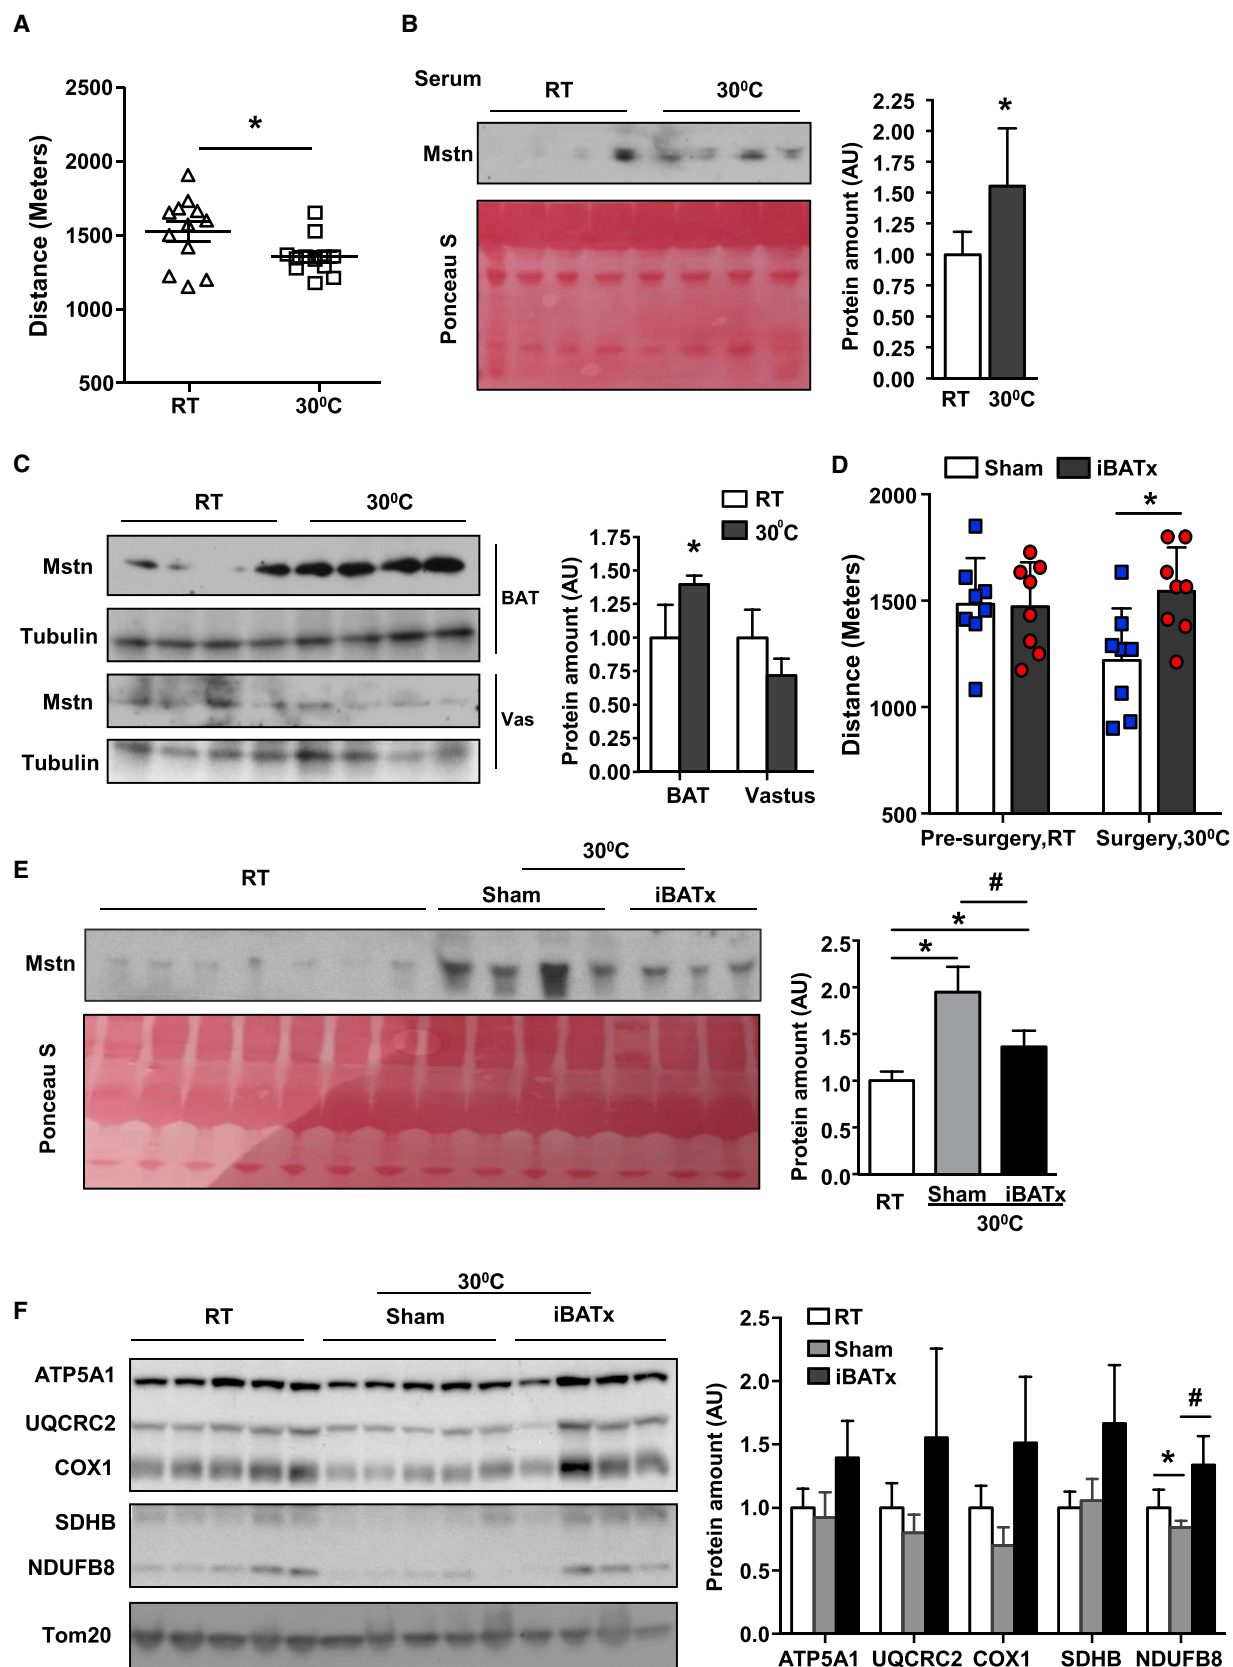 A
2500
2000
1500
1000
500
Distance (Meters)
*
RT
30⁰C
B
Serum
RT
30⁰C
Mstn
Ponceau S
2.25
2.00
1.75
1.50
1.25
1.00
0.75
0.50
0.25
0.00
Protein amount (AU)
*
RT
30⁰C
C
RT
30⁰C
Mstn
Tubulin
BAT
Mstn
Tubulin
Vas
RT
30⁰C
1.75
1.50
1.25
1.00
0.75
0.50
0.25
0.00
Protein amount (AU)
*
BAT
Vastus
D
Sham
iBATx
2000
1500
1000
500
Distance (Meters)
*
Pre-surgery,RT
Surgery,30⁰C
E
RT
30⁰C
Sham
iBATx
Mstn
Ponceau S
#
*
*
2.5
2.0
1.5
1.0
0.5
0.0
Protein amount (AU)
RT
Sham
iBATx
30⁰C
F
30⁰C
RT
Sham
iBATx
ATP5A1
UQCRC2
COX1
SDHB
NDUFB8
Tom20
RT
Sham
iBATx
2.5
2.0
1.5
1.0
0.5
0.0
Protein amount (AU)
*
#
ATP5A1
UQCRC2
COX1
SDHB
NDUFB8